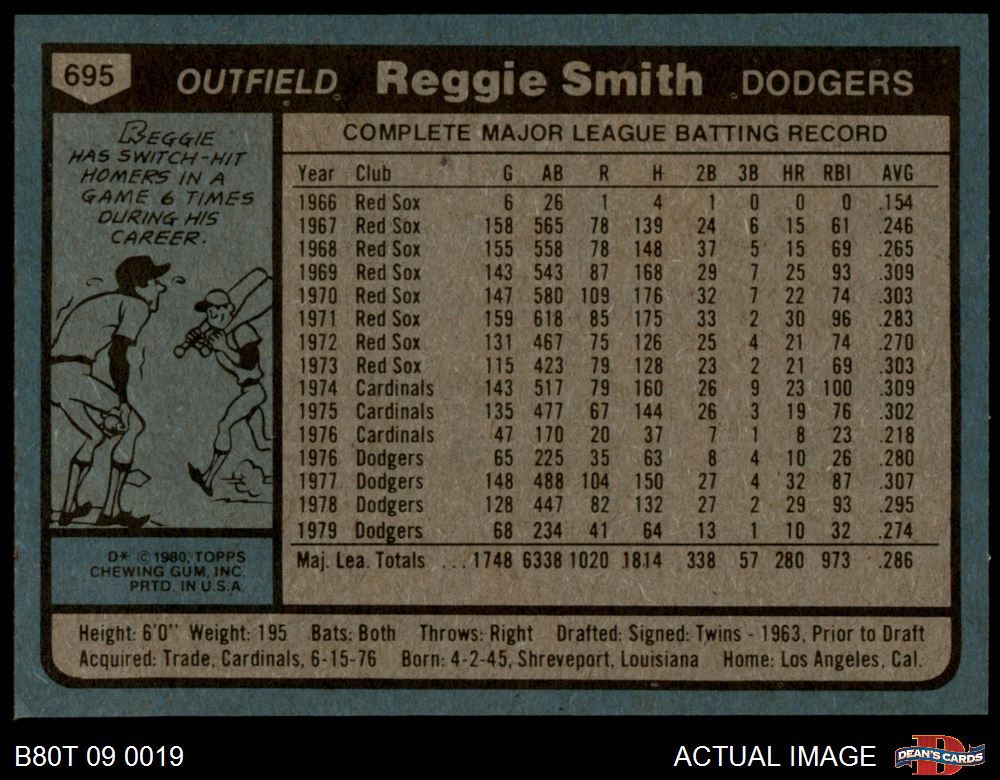 695 OUTFIELD Reggie Smith DODGERS
REGGIE
HAS SWITCH-HIT
HOMERS IN A
GAME 6 TIMES
DURING HIS
CAREER.
COMPLETE MAJOR LEAGUE BATTING RECORD
Year Club G AB R H 2B 3B HR RBI AVG
1966 Red Sox 6 26 1 4 1 0 0 0 .154
1967 Red Sox 158 565 78 139 24 6 15 61 .246
1968 Red Sox 155 558 78 148 37 5 15 69 .265
1969 Red Sox 143 543 87 168 29 7 25 93 .309
1970 Red Sox 147 580 109 176 32 7 22 74 .303
1971 Red Sox 159 618 85 175 33 2 30 96 .283
1972 Red Sox 131 467 75 126 25 4 21 74 .270
1973 Red Sox 115 423 79 128 23 2 21 69 .303
1974 Cardinals 143 517 79 160 26 9 23 100 .309
1975 Cardinals 135 477 67 144 26 3 19 76 .302
1976 Cardinals 47 170 20 37 7 1 8 23 .218
1976 Dodgers 65 225 35 63 8 4 10 26 .280
1977 Dodgers 148 488 104 150 27 4 32 87 .307
1978 Dodgers 128 447 82 132 27 2 29 93 .295
1979 Dodgers 68 234 41 64 13 1 10 32 .274
Maj. Lea. Totals ... 1748 6338 1020 1814 338 57 280 973 .286
D* © 1980, TOPPS
CHEWING GUM, INC.
PRTD. IN U.S.A.
Height: 6'0" Weight: 195 Bats: Both Throws: Right Drafted: Signed: Twins - 1963, Prior to Draft
Acquired: Trade, Cardinals, 6-15-76 Born: 4-2-45, Shreveport, Louisiana Home: Los Angeles, Cal.
B80T 09 0019 ACTUAL IMAGE D DEAN'S CARDS